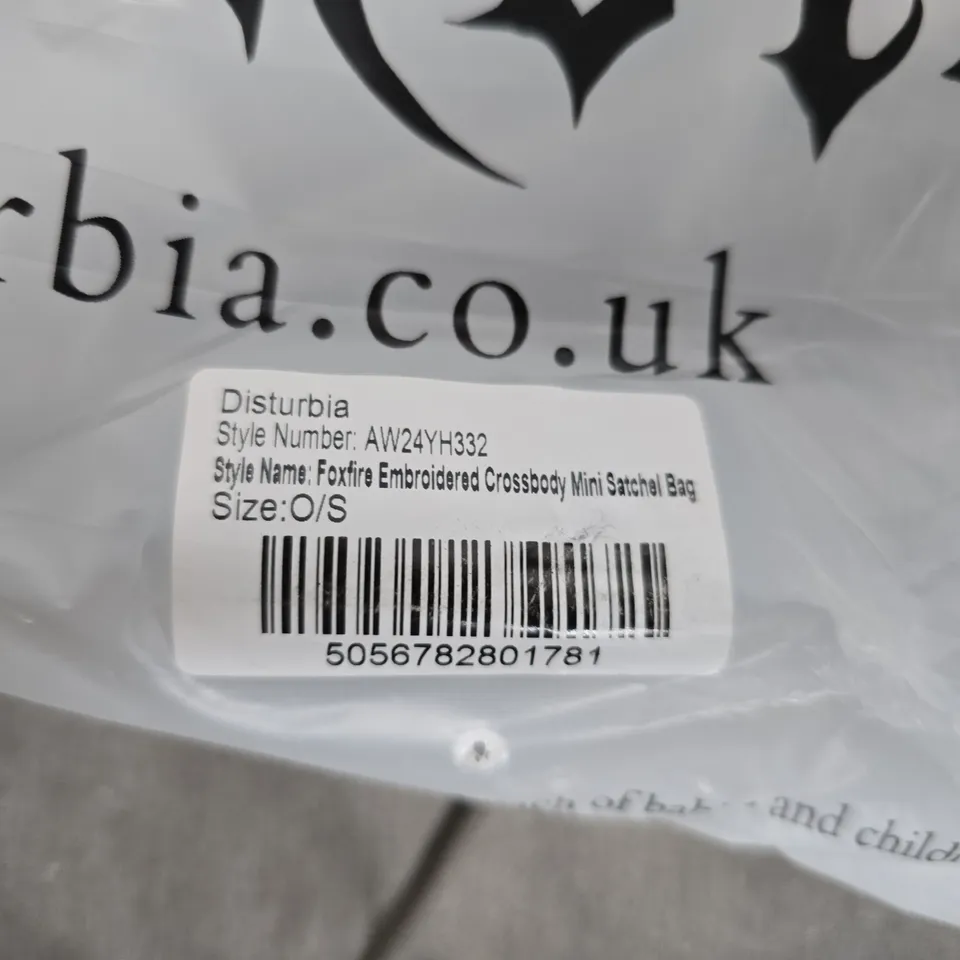 rbia.co.uk
Disturbia
Style Number: AW24YH332
Style Name: Foxfire Embroidered Crossbody Mini Satchel Bag
Size:O/S
5056782801781
of and child